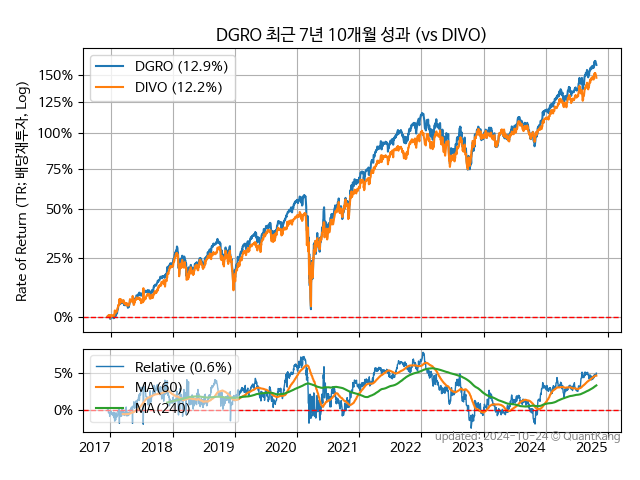 DGRO 최근 7년 10개월 성과 (vs DIVO)
Rate of Return (TR: 배당재투자, Log)
150%
125%
100%
75%
50%
25%
0%
DGRO (12.9%)
DIVO (12.2%)
5%
0%
Relative (0.6%)
MA(60)
MA(240)
2017 2018 2019 2020 2021 2022 2023 2024 2025
updated: 2024-10-24 © QuantKang